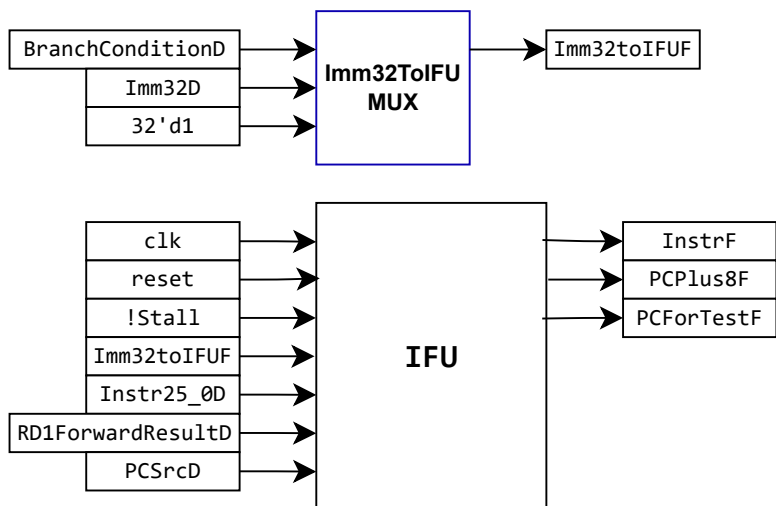 BranchConditionD
Imm32D
32'd1
Imm32ToIFU
MUX
Imm32toIFUF
clk
reset
!Stall
Imm32toIFUF
Instr25_0D
RD1ForwardResultD
PCSrcD
IFU
InstrF
PCPlus8F
PCForTestF